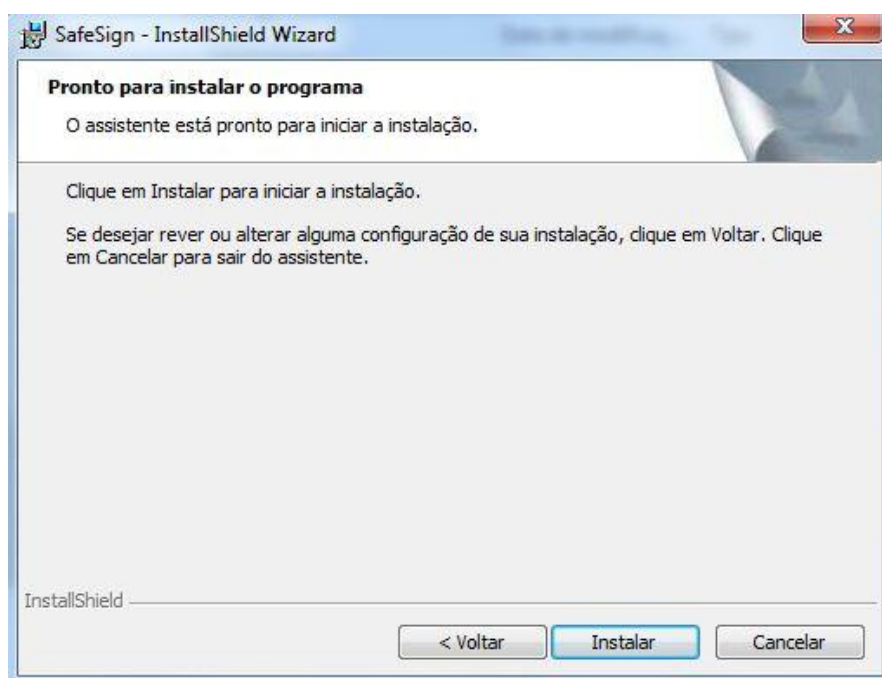 SafeSign - InstallShield Wizard
Pronto para instalar o programa
O assistente está pronto para iniciar a instalação.
Clique em Instalar para iniciar a instalação.
Se desejar rever ou alterar alguma configuração de sua instalação, clique em Voltar. Clique
em Cancelar para sair do assistente.
InstallShield
< Voltar Instalar Cancelar